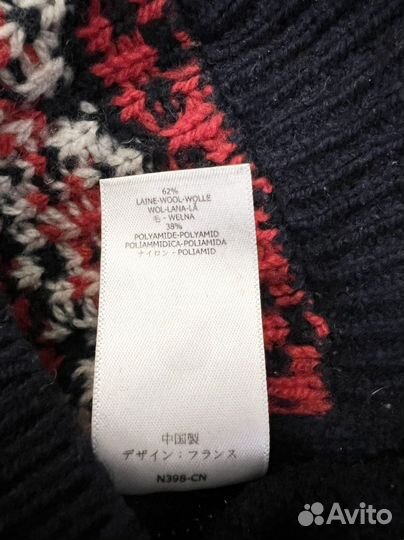 62%
LAINE-WOOL-WOLLE
WOL-LANA-LÃ
毛 - WEŁNA
38%
POLYAMIDE-POLYAMID
POLIAMMIDICA-POLIAMIDA
ナイロン - POLIAMID
中国製
デザイン：フランス
N398-CN
Avito